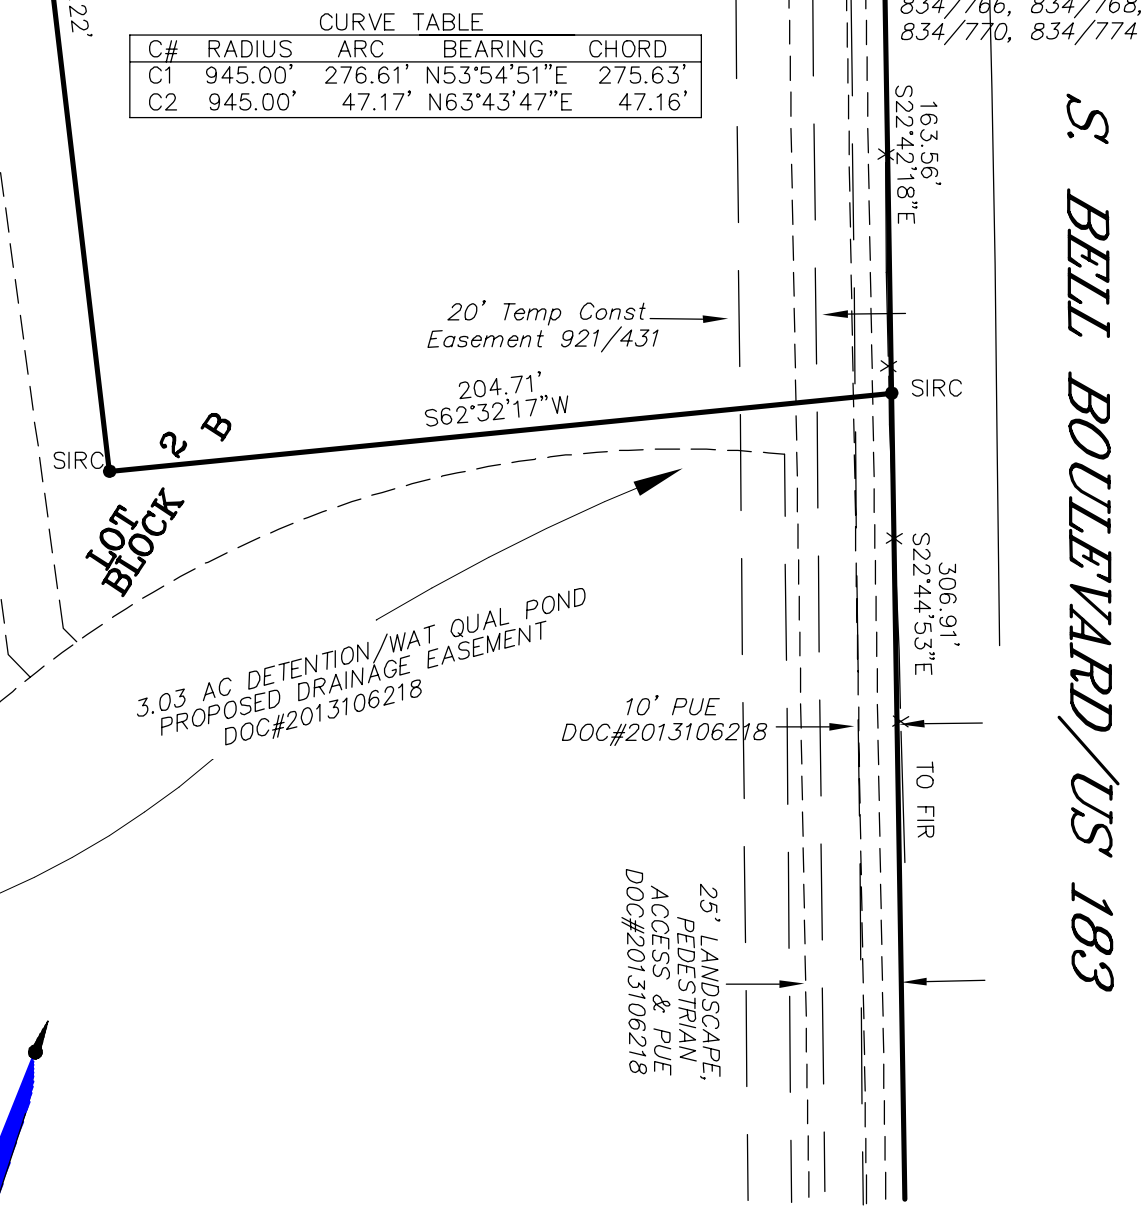 22'
CURVE TABLE
C# RADIUS ARC BEARING CHORD
C1 945.00' 276.61' N53°54'51"E 275.63'
C2 945.00' 47.17' N63°43'47"E 47.16'
834/766, 834/768,
834/770, 834/774
163.56'
S22°42'18"E
S. BELL BOULEVARD/US 183
20' Temp Const
Easement 921/431
204.71'
S62°32'17"W
SIRC
SIRC
LOT 2
BLOCK B
306.91'
S22°44'53"E
TO FIR
3.03 AC DETENTION/WAT QUAL POND
PROPOSED DRAINAGE EASEMENT
DOC#2013106218
10' PUE
DOC#2013106218
25' LANDSCAPE,
PEDESTRIAN
ACCESS & PUE
DOC#2013106218